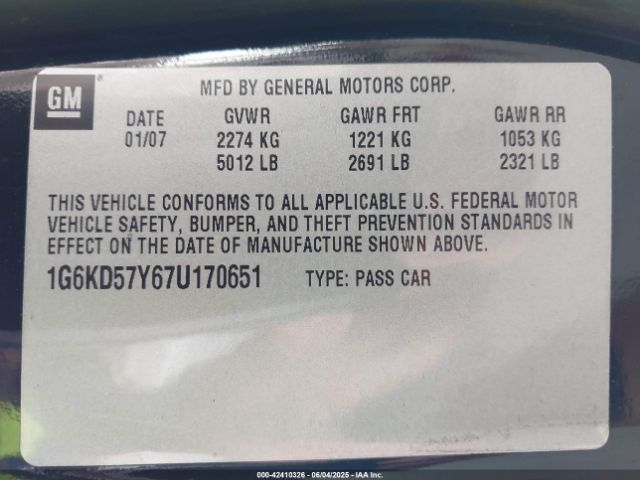 GM
MFD BY GENERAL MOTORS CORP.
DATE GVWR GAWR FRT GAWR RR
01/07 2274 KG 1221 KG 1053 KG
5012 LB 2691 LB 2321 LB
THIS VEHICLE CONFORMS TO ALL APPLICABLE U.S. FEDERAL MOTOR
VEHICLE SAFETY, BUMPER, AND THEFT PREVENTION STANDARDS IN
EFFECT ON THE DATE OF MANUFACTURE SHOWN ABOVE.
1G6KD57Y67U170651 TYPE: PASS CAR
000-42410326 - 06/04/2025 - IAAI.COM